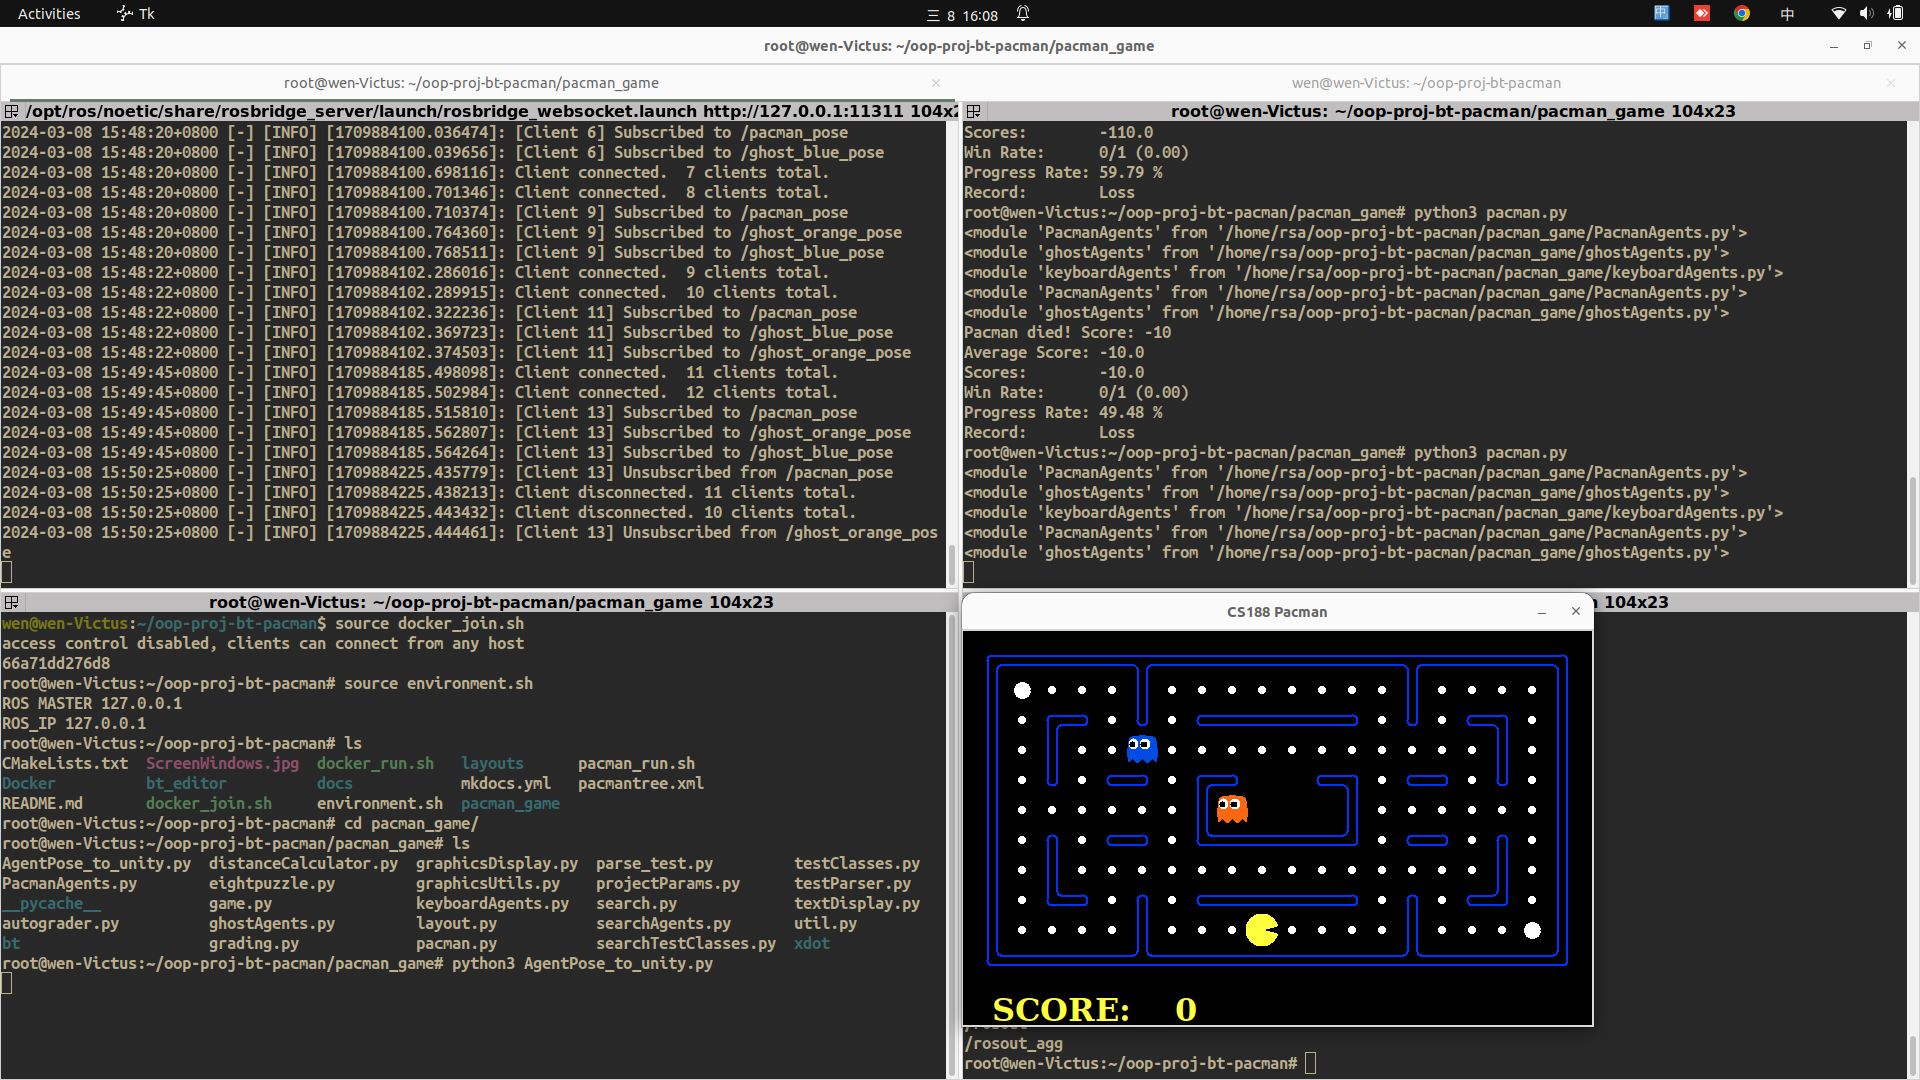 Activities
Tk
三 8 16:08
中
root@wen-Victus: ~/oop-proj-bt-pacman/pacman_game
root@wen-Victus: ~/oop-proj-bt-pacman/pacman_game
wen@wen-Victus: ~/oop-proj-bt-pacman
/opt/ros/noetic/share/rosbridge_server/launch/rosbridge_websocket.launch http://127.0.0.1:11311 104x2
2024-03-08 15:48:20+0800 [-] [INFO] [1709884100.036474]: [Client 6] Subscribed to /pacman_pose
2024-03-08 15:48:20+0800 [-] [INFO] [1709884100.039656]: [Client 6] Subscribed to /ghost_blue_pose
2024-03-08 15:48:20+0800 [-] [INFO] [1709884100.698116]: Client connected.  7 clients total.
2024-03-08 15:48:20+0800 [-] [INFO] [1709884100.701346]: Client connected.  8 clients total.
2024-03-08 15:48:20+0800 [-] [INFO] [1709884100.710374]: [Client 9] Subscribed to /pacman_pose
2024-03-08 15:48:20+0800 [-] [INFO] [1709884100.764360]: [Client 9] Subscribed to /ghost_orange_pose
2024-03-08 15:48:20+0800 [-] [INFO] [1709884100.768511]: [Client 9] Subscribed to /ghost_blue_pose
2024-03-08 15:48:22+0800 [-] [INFO] [1709884102.286016]: Client connected.  9 clients total.
2024-03-08 15:48:22+0800 [-] [INFO] [1709884102.289915]: Client connected.  10 clients total.
2024-03-08 15:48:22+0800 [-] [INFO] [1709884102.322236]: [Client 11] Subscribed to /pacman_pose
2024-03-08 15:48:22+0800 [-] [INFO] [1709884102.369723]: [Client 11] Subscribed to /ghost_blue_pose
2024-03-08 15:48:22+0800 [-] [INFO] [1709884102.374503]: [Client 11] Subscribed to /ghost_orange_pose
2024-03-08 15:49:45+0800 [-] [INFO] [1709884185.498098]: Client connected.  11 clients total.
2024-03-08 15:49:45+0800 [-] [INFO] [1709884185.502984]: Client connected.  12 clients total.
2024-03-08 15:49:45+0800 [-] [INFO] [1709884185.515810]: [Client 13] Subscribed to /pacman_pose
2024-03-08 15:49:45+0800 [-] [INFO] [1709884185.562807]: [Client 13] Subscribed to /ghost_orange_pose
2024-03-08 15:49:45+0800 [-] [INFO] [1709884185.564264]: [Client 13] Subscribed to /ghost_blue_pose
2024-03-08 15:50:25+0800 [-] [INFO] [1709884225.435779]: [Client 13] Unsubscribed from /pacman_pose
2024-03-08 15:50:25+0800 [-] [INFO] [1709884225.438213]: Client disconnected. 11 clients total.
2024-03-08 15:50:25+0800 [-] [INFO] [1709884225.443432]: Client disconnected. 10 clients total.
2024-03-08 15:50:25+0800 [-] [INFO] [1709884225.444461]: [Client 13] Unsubscribed from /ghost_orange_pos
e
root@wen-Victus: ~/oop-proj-bt-pacman/pacman_game 104x23
Scores:        -110.0
Win Rate:      0/1 (0.00)
Progress Rate: 59.79 %
Record:        Loss
root@wen-Victus:~/oop-proj-bt-pacman/pacman_game# python3 pacman.py
<module 'PacmanAgents' from '/home/rsa/oop-proj-bt-pacman/pacman_game/PacmanAgents.py'>
<module 'ghostAgents' from '/home/rsa/oop-proj-bt-pacman/pacman_game/ghostAgents.py'>
<module 'keyboardAgents' from '/home/rsa/oop-proj-bt-pacman/pacman_game/keyboardAgents.py'>
<module 'PacmanAgents' from '/home/rsa/oop-proj-bt-pacman/pacman_game/PacmanAgents.py'>
<module 'ghostAgents' from '/home/rsa/oop-proj-bt-pacman/pacman_game/ghostAgents.py'>
Pacman died! Score: -10
Average Score: -10.0
Scores:        -10.0
Win Rate:      0/1 (0.00)
Progress Rate: 49.48 %
Record:        Loss
root@wen-Victus:~/oop-proj-bt-pacman/pacman_game# python3 pacman.py
<module 'PacmanAgents' from '/home/rsa/oop-proj-bt-pacman/pacman_game/PacmanAgents.py'>
<module 'ghostAgents' from '/home/rsa/oop-proj-bt-pacman/pacman_game/ghostAgents.py'>
<module 'keyboardAgents' from '/home/rsa/oop-proj-bt-pacman/pacman_game/keyboardAgents.py'>
<module 'PacmanAgents' from '/home/rsa/oop-proj-bt-pacman/pacman_game/PacmanAgents.py'>
<module 'ghostAgents' from '/home/rsa/oop-proj-bt-pacman/pacman_game/ghostAgents.py'>
root@wen-Victus: ~/oop-proj-bt-pacman/pacman_game 104x23
wen@wen-Victus:~/oop-proj-bt-pacman$ source docker_join.sh
access control disabled, clients can connect from any host
66a71dd276d8
root@wen-Victus:~/oop-proj-bt-pacman# source environment.sh
ROS MASTER 127.0.0.1
ROS_IP 127.0.0.1
root@wen-Victus:~/oop-proj-bt-pacman# ls
CMakeLists.txt  ScreenWindows.jpg  docker_run.sh   layouts      pacman_run.sh
Docker          bt_editor          docs            mkdocs.yml   pacmantree.xml
README.md       docker_join.sh     environment.sh  pacman_game
root@wen-Victus:~/oop-proj-bt-pacman# cd pacman_game/
root@wen-Victus:~/oop-proj-bt-pacman/pacman_game# ls
AgentPose_to_unity.py  distanceCalculator.py  graphicsDisplay.py  parse_test.py         testClasses.py
PacmanAgents.py        eightpuzzle.py         graphicsUtils.py    projectParams.py      testParser.py
__pycache__            game.py                keyboardAgents.py   search.py             textDisplay.py
autograder.py          ghostAgents.py         layout.py           searchAgents.py       util.py
bt                     grading.py             pacman.py           searchTestClasses.py  xdot
root@wen-Victus:~/oop-proj-bt-pacman/pacman_game# python3 AgentPose_to_unity.py
104x23
CS188 Pacman
SCORE:    0
/rosout_agg
root@wen-Victus:~/oop-proj-bt-pacman#